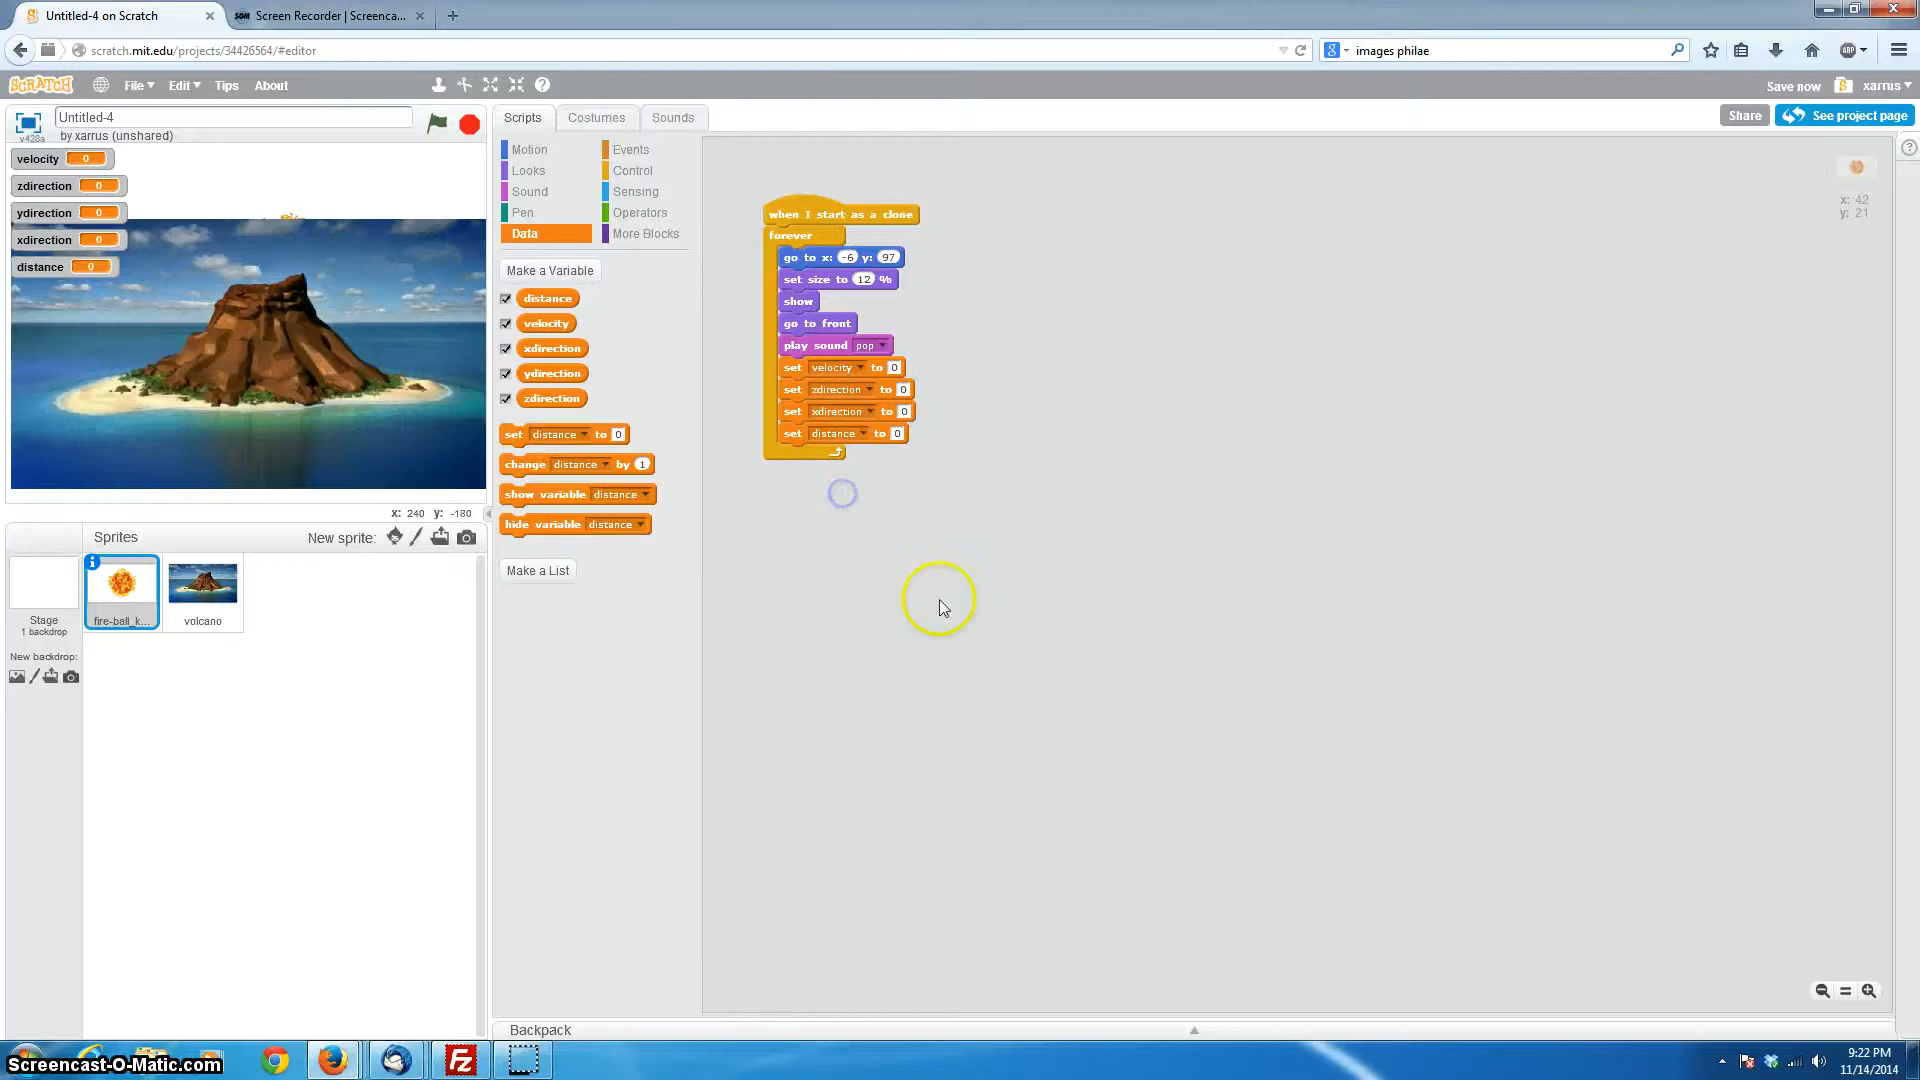 Untitled-4 on Scratch
SOM Screen Recorder | Screenca...
scratch.mit.edu/projects/34426564/#editor
images philae
ABP
SCRATCH File Edit Tips About
Save now xarrus
Untitled-4
by xarrus (unshared)
v428a
Scripts Costumes Sounds
Share See project page
velocity 0
zdirection 0
ydirection 0
xdirection 0
distance 0
x: 240 y: -180
Motion Events
Looks Control
Sound Sensing
Pen Operators
Data More Blocks
Make a Variable
distance
velocity
xdirection
ydirection
zdirection
set distance to 0
change distance by 1
show variable distance
hide variable distance
Make a List
when I start as a clone
forever
go to x: -6 y: 97
set size to 12 %
show
go to front
play sound pop
set velocity to 0
set zdirection to 0
set xdirection to 0
set distance to 0
x: 42
y: 21
Sprites New sprite:
Stage
1 backdrop
New backdrop:
fire-ball_k...
volcano
Backpack
Screencast-O-Matic.com
9:22 PM
11/14/2014